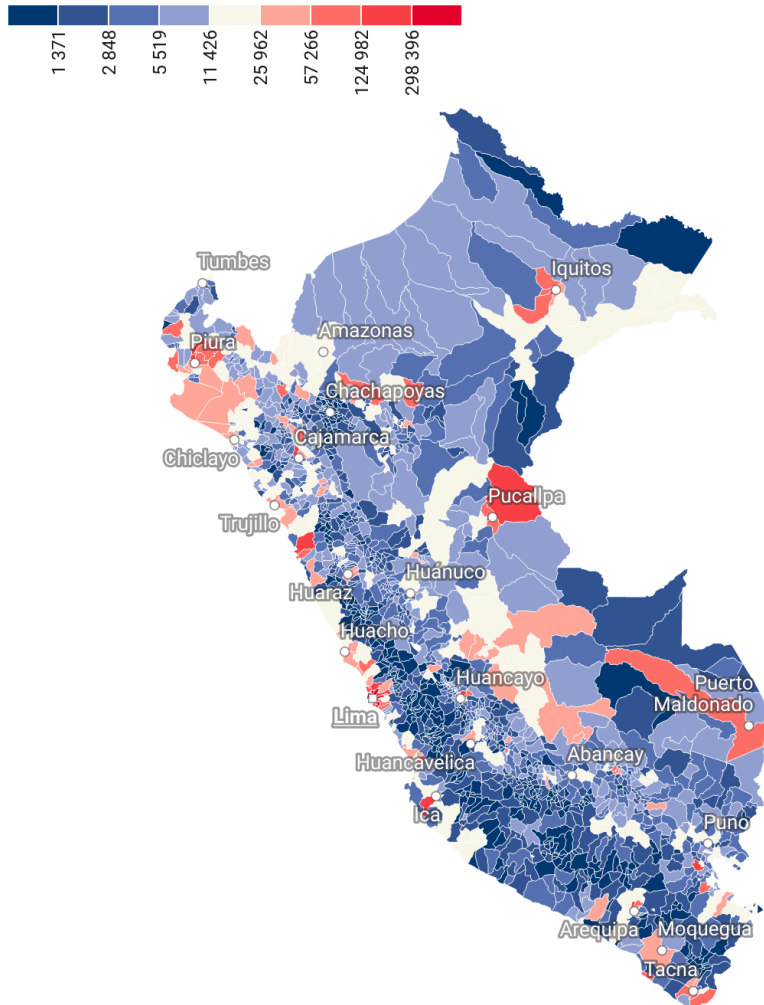 1 371
2 848
5 519
11 426
25 962
57 266
124 982
298 396
Tumbes
Iquitos
Piura
Amazonas
Chachapoyas
Cajamarca
Chiclayo
Pucallpa
Trujillo
Huánuco
Huaraz
Huacho
Huancayo
Puerto
Maldonado
Lima
Huancavelica
Abancay
Ica
Puno
Arequipa
Moquegua
Tacna